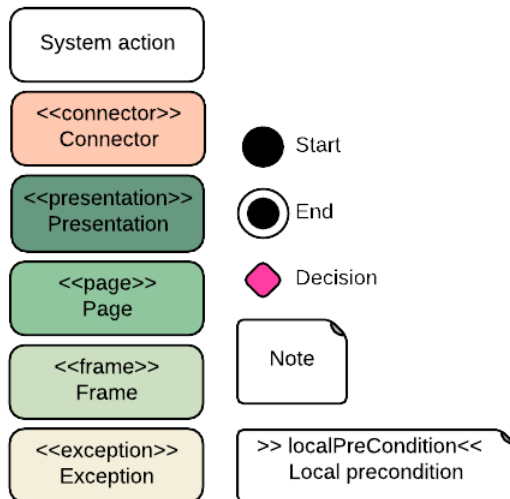 System action
<<connector>>
Connector
<<presentation>>
Presentation
<<page>>
Page
<<frame>>
Frame
<<exception>>
Exception
Start
End
Decision
Note
>> localPreCondition<<
Local precondition